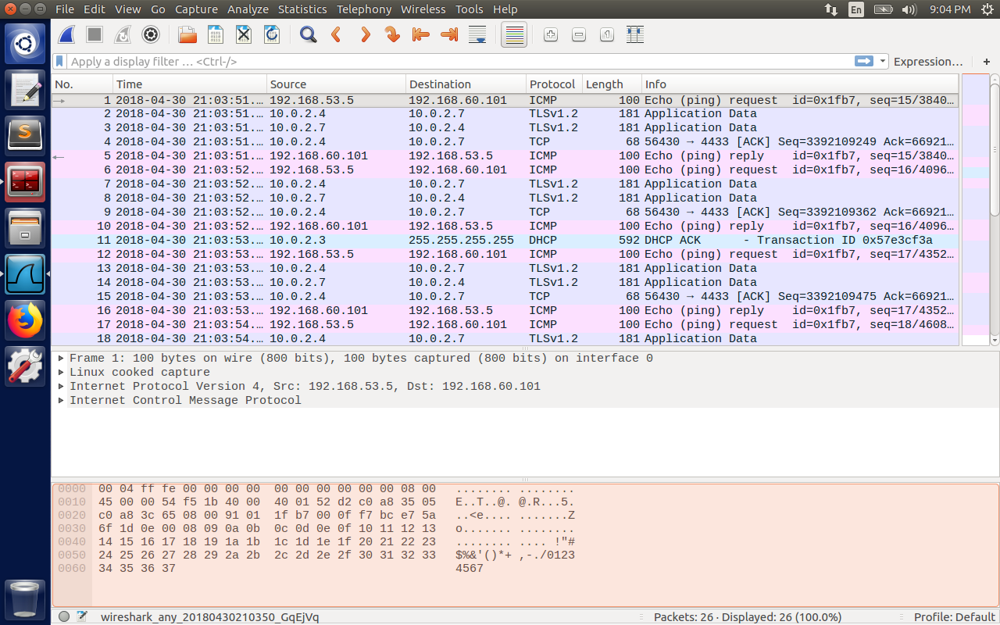 File Edit View Go Capture Analyze Statistics Telephony Wireless Tools Help En 9:04 PM
Apply a display filter … <Ctrl-/> Expression… +
No. Time Source Destination Protocol Length Info
1 2018-04-30 21:03:51.… 192.168.53.5 192.168.60.101 ICMP 100 Echo (ping) request id=0x1fb7, seq=15/3840…
2 2018-04-30 21:03:51.… 10.0.2.4 10.0.2.7 TLSv1.2 181 Application Data
3 2018-04-30 21:03:51.… 10.0.2.7 10.0.2.4 TLSv1.2 181 Application Data
4 2018-04-30 21:03:51.… 10.0.2.4 10.0.2.7 TCP 68 56430 → 4433 [ACK] Seq=3392109249 Ack=66921…
5 2018-04-30 21:03:51.… 192.168.60.101 192.168.53.5 ICMP 100 Echo (ping) reply id=0x1fb7, seq=15/3840…
6 2018-04-30 21:03:52.… 192.168.53.5 192.168.60.101 ICMP 100 Echo (ping) request id=0x1fb7, seq=16/4096…
7 2018-04-30 21:03:52.… 10.0.2.4 10.0.2.7 TLSv1.2 181 Application Data
8 2018-04-30 21:03:52.… 10.0.2.7 10.0.2.4 TLSv1.2 181 Application Data
9 2018-04-30 21:03:52.… 10.0.2.4 10.0.2.7 TCP 68 56430 → 4433 [ACK] Seq=3392109362 Ack=66921…
10 2018-04-30 21:03:52.… 192.168.60.101 192.168.53.5 ICMP 100 Echo (ping) reply id=0x1fb7, seq=16/4096…
11 2018-04-30 21:03:53.… 10.0.2.3 255.255.255.255 DHCP 592 DHCP ACK - Transaction ID 0x57e3cf3a
12 2018-04-30 21:03:53.… 192.168.53.5 192.168.60.101 ICMP 100 Echo (ping) request id=0x1fb7, seq=17/4352…
13 2018-04-30 21:03:53.… 10.0.2.4 10.0.2.7 TLSv1.2 181 Application Data
14 2018-04-30 21:03:53.… 10.0.2.7 10.0.2.4 TLSv1.2 181 Application Data
15 2018-04-30 21:03:53.… 10.0.2.4 10.0.2.7 TCP 68 56430 → 4433 [ACK] Seq=3392109475 Ack=66921…
16 2018-04-30 21:03:53.… 192.168.60.101 192.168.53.5 ICMP 100 Echo (ping) reply id=0x1fb7, seq=17/4352…
17 2018-04-30 21:03:54.… 192.168.53.5 192.168.60.101 ICMP 100 Echo (ping) request id=0x1fb7, seq=18/4608…
18 2018-04-30 21:03:54.… 10.0.2.4 10.0.2.7 TLSv1.2 181 Application Data
Frame 1: 100 bytes on wire (800 bits), 100 bytes captured (800 bits) on interface 0
Linux cooked capture
Internet Protocol Version 4, Src: 192.168.53.5, Dst: 192.168.60.101
Internet Control Message Protocol
0000 00 04 ff fe 00 00 00 00 00 00 00 00 00 00 08 00 ........ ........
0010 45 00 00 54 f5 1b 40 00 40 01 52 d2 c0 a8 35 05 E..T..@. @.R...5.
0020 c0 a8 3c 65 08 00 91 01 1f b7 00 0f f7 bc e7 5a ..<e.... .......Z
0030 6f 1d 0e 00 08 09 0a 0b 0c 0d 0e 0f 10 11 12 13 o....... ........
0040 14 15 16 17 18 19 1a 1b 1c 1d 1e 1f 20 21 22 23 ........ .... !"#
0050 24 25 26 27 28 29 2a 2b 2c 2d 2e 2f 30 31 32 33 $%&'()*+ ,-./0123
0060 34 35 36 37 4567
wireshark_any_20180430210350_GqEjVq Packets: 26 · Displayed: 26 (100.0%) Profile: Default